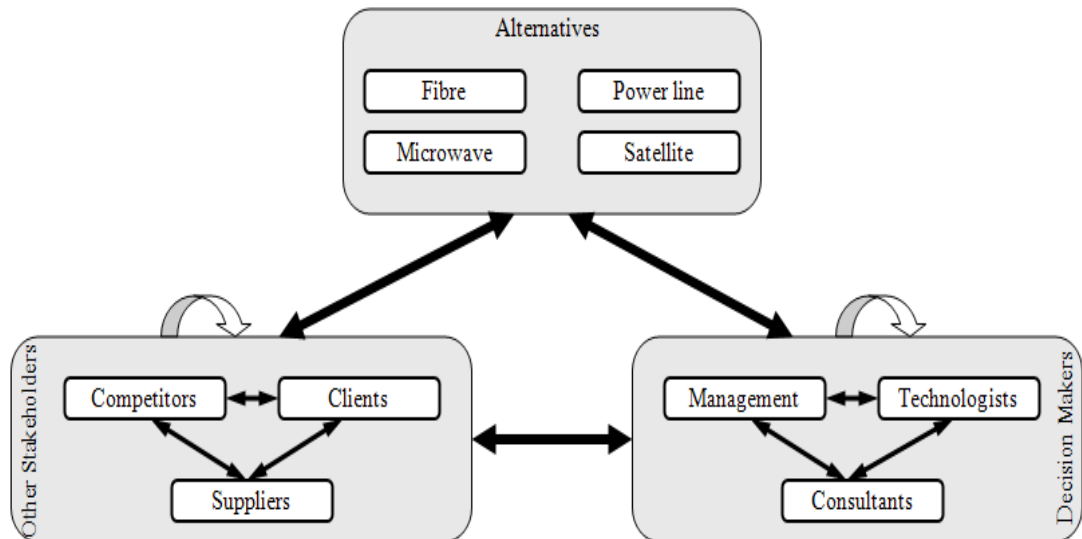 Alternatives
Fibre
Power line
Microwave
Satellite
Other Stakeholders
Competitors
Clients
Suppliers
Management
Technologists
Consultants
Decision Makers